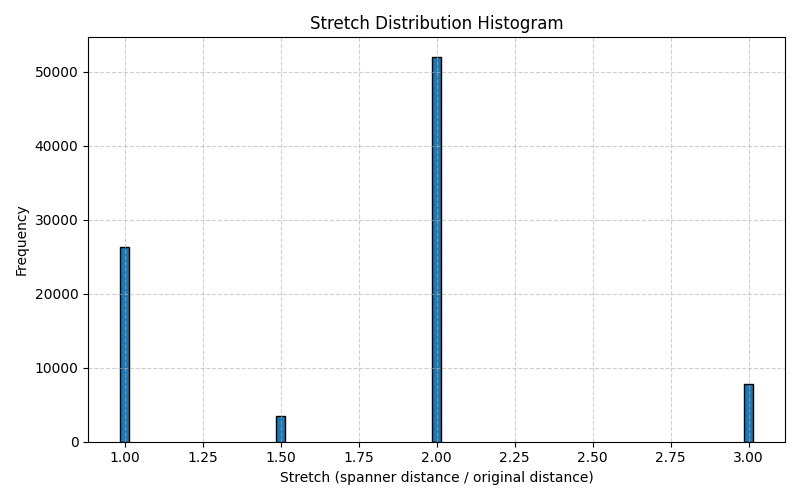 Stretch Distribution Histogram
Frequency
50000
40000
30000
20000
10000
0
1.00 1.25 1.50 1.75 2.00 2.25 2.50 2.75 3.00
Stretch (spanner distance / original distance)